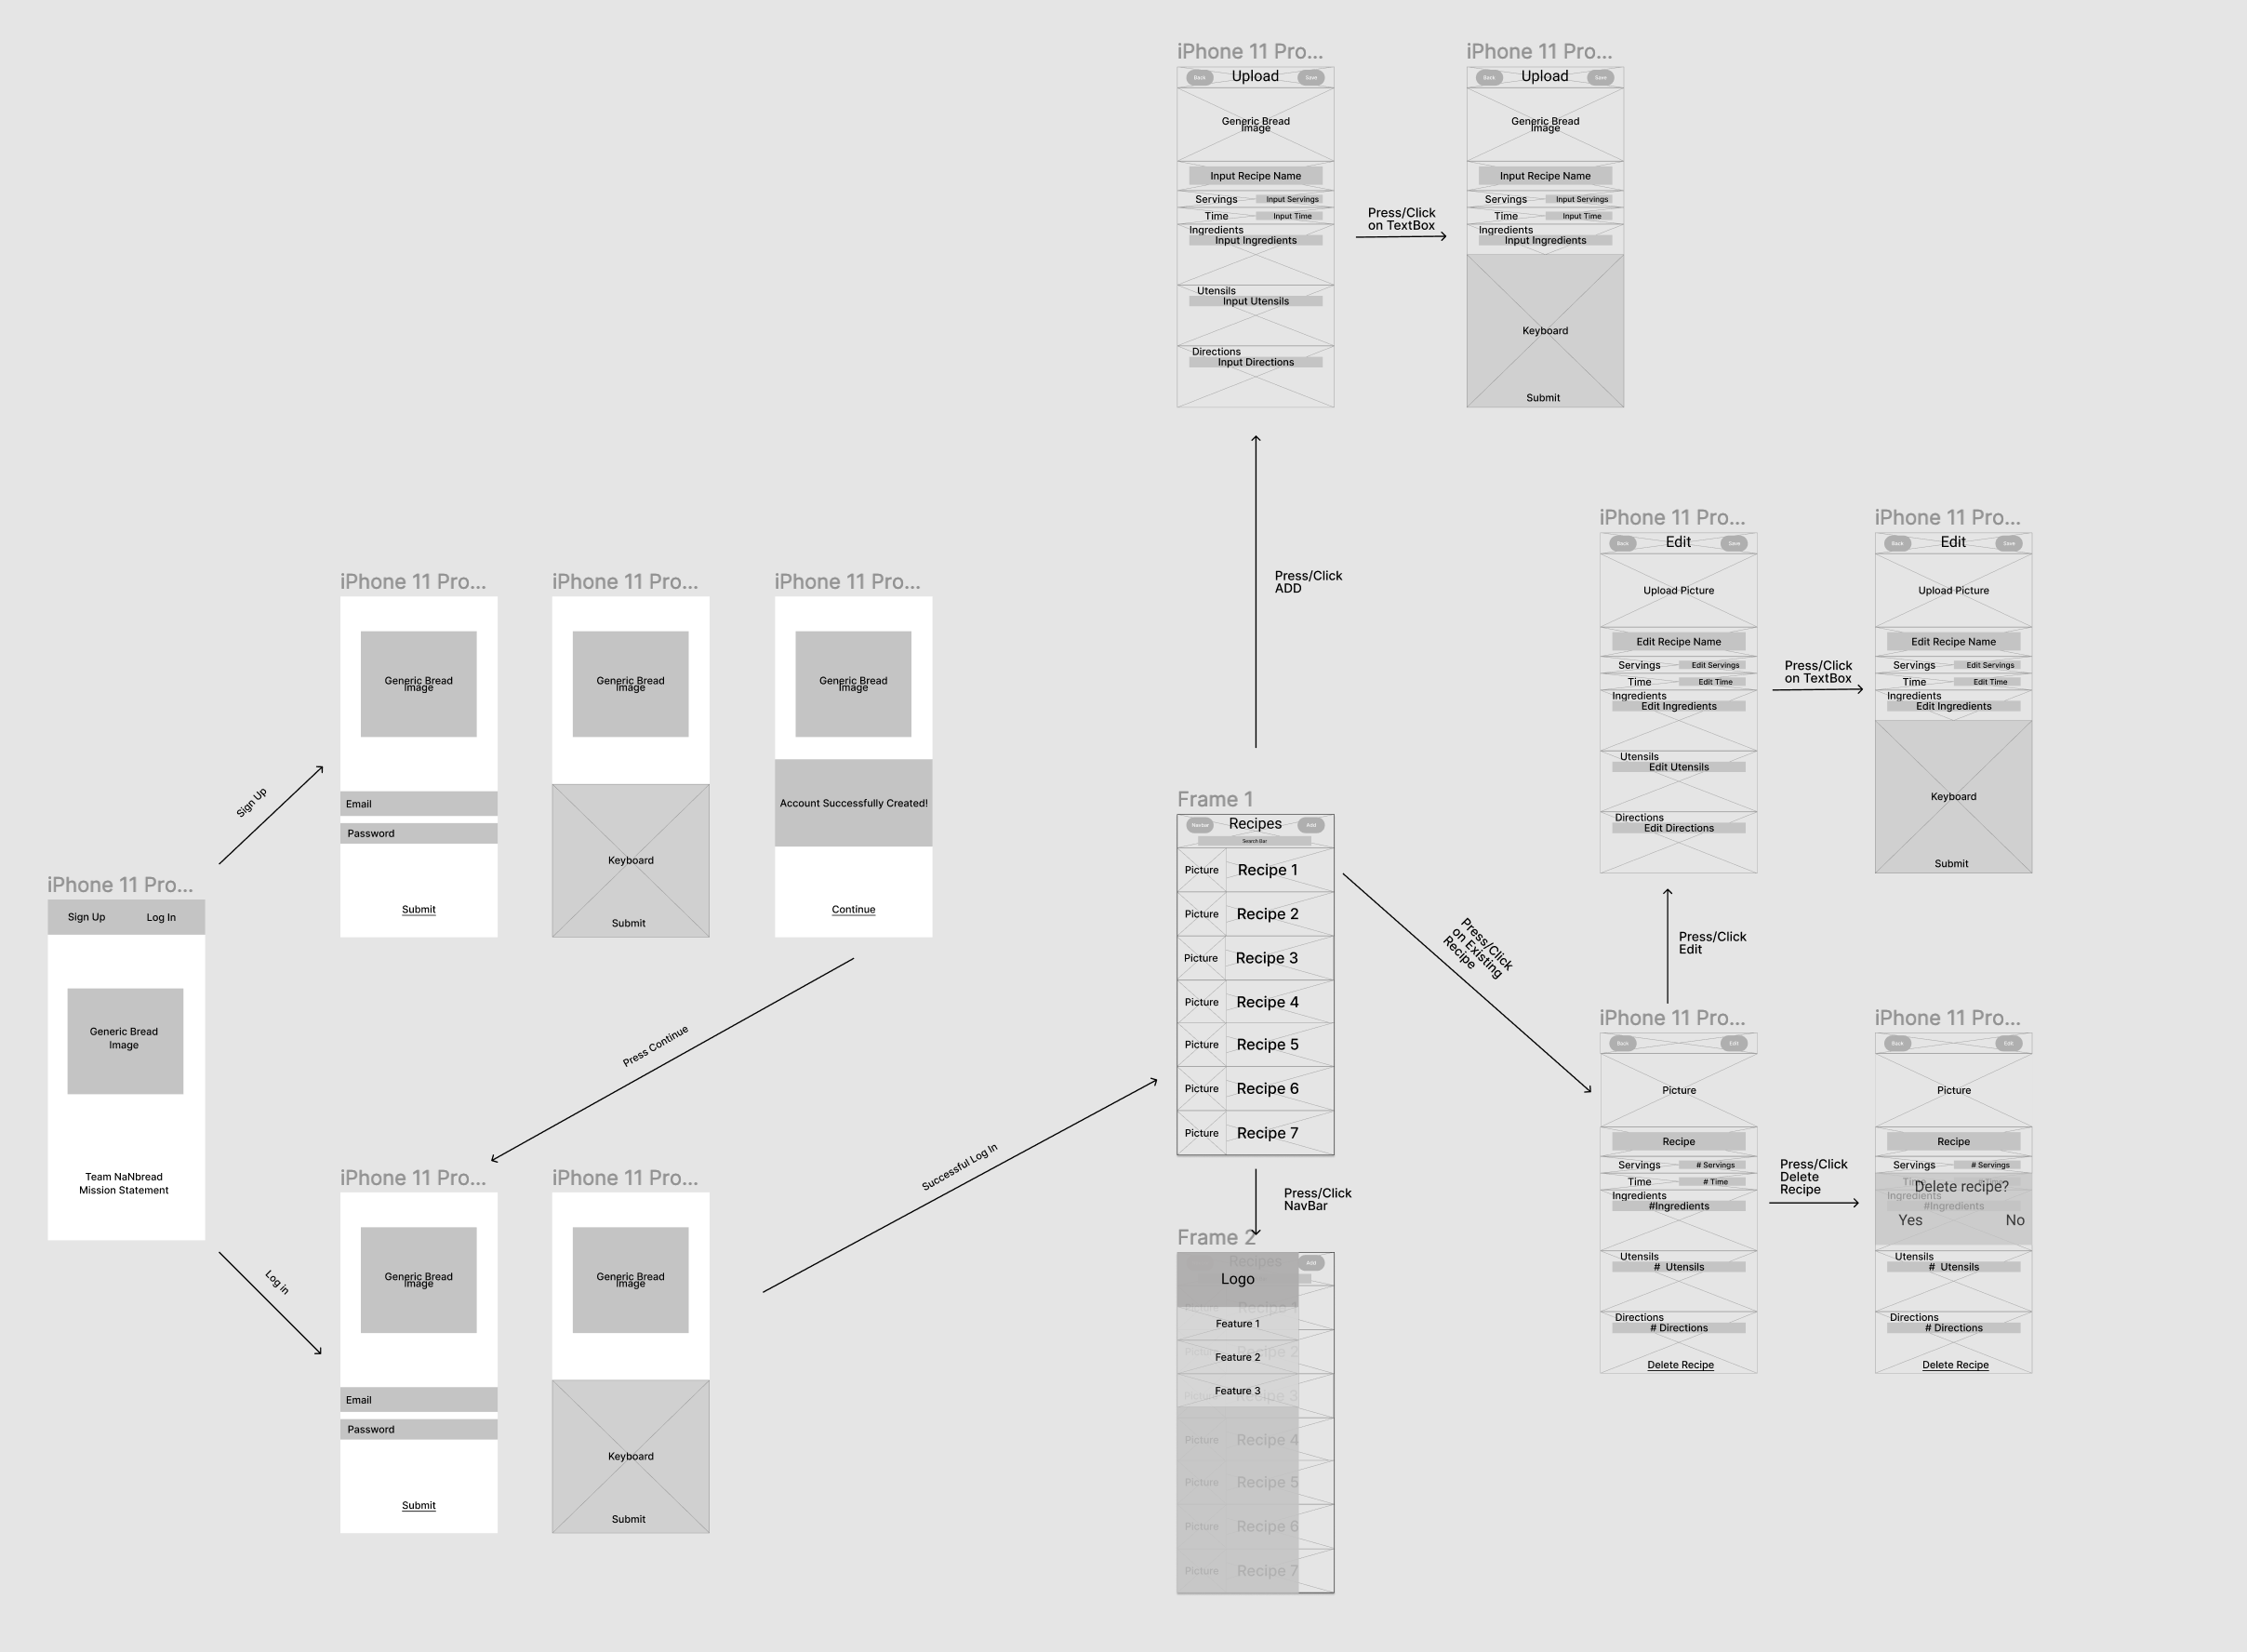 iPhone 11 Pro...
Sign Up
Log In
Generic Bread
Image
Team NaNbread
Mission Statement
Sign Up
Log in
iPhone 11 Pro...
Generic Bread
Image
Email
Password
Submit
iPhone 11 Pro...
Generic Bread
Image
Keyboard
Submit
iPhone 11 Pro...
Generic Bread
Image
Account Successfully Created!
Continue
Press Continue
iPhone 11 Pro...
Generic Bread
Image
Email
Password
Submit
iPhone 11 Pro...
Generic Bread
Image
Keyboard
Submit
Successful Log In
Frame 1
Navbar
Recipes
Add
Search Bar
Picture
Recipe 1
Picture
Recipe 2
Picture
Recipe 3
Picture
Recipe 4
Picture
Recipe 5
Picture
Recipe 6
Picture
Recipe 7
Press/Click
ADD
iPhone 11 Pro...
Back
Upload
Save
Generic Bread
Image
Input Recipe Name
Servings
Input Servings
Time
Input Time
Ingredients
Input Ingredients
Utensils
Input Utensils
Directions
Input Directions
Press/Click
on TextBox
iPhone 11 Pro...
Back
Upload
Save
Generic Bread
Image
Input Recipe Name
Servings
Input Servings
Time
Input Time
Ingredients
Input Ingredients
Keyboard
Submit
Press/Click
NavBar
Frame 2
Recipes
Add
Logo
Recipe 1
Feature 1
Feature 2
Recipe 2
Feature 3
Recipe 3
Picture
Recipe 4
Picture
Recipe 5
Picture
Recipe 6
Picture
Recipe 7
Press/Click
on Existing
Recipe
iPhone 11 Pro...
Back
Edit
Picture
Recipe
Servings
# Servings
Time
# Time
Ingredients
#Ingredients
Utensils
# Utensils
Directions
# Directions
Delete Recipe
Press/Click
Delete
Recipe
iPhone 11 Pro...
Back
Edit
Picture
Recipe
Servings
# Servings
Time
Delete recipe?
Ingredients
#Ingredients
Yes
No
Utensils
# Utensils
Directions
# Directions
Delete Recipe
Press/Click
Edit
iPhone 11 Pro...
Back
Edit
Save
Upload Picture
Edit Recipe Name
Servings
Edit Servings
Time
Edit Time
Ingredients
Edit Ingredients
Utensils
Edit Utensils
Directions
Edit Directions
Press/Click
on TextBox
iPhone 11 Pro...
Back
Edit
Save
Upload Picture
Edit Recipe Name
Servings
Edit Servings
Time
Edit Time
Ingredients
Edit Ingredients
Keyboard
Submit